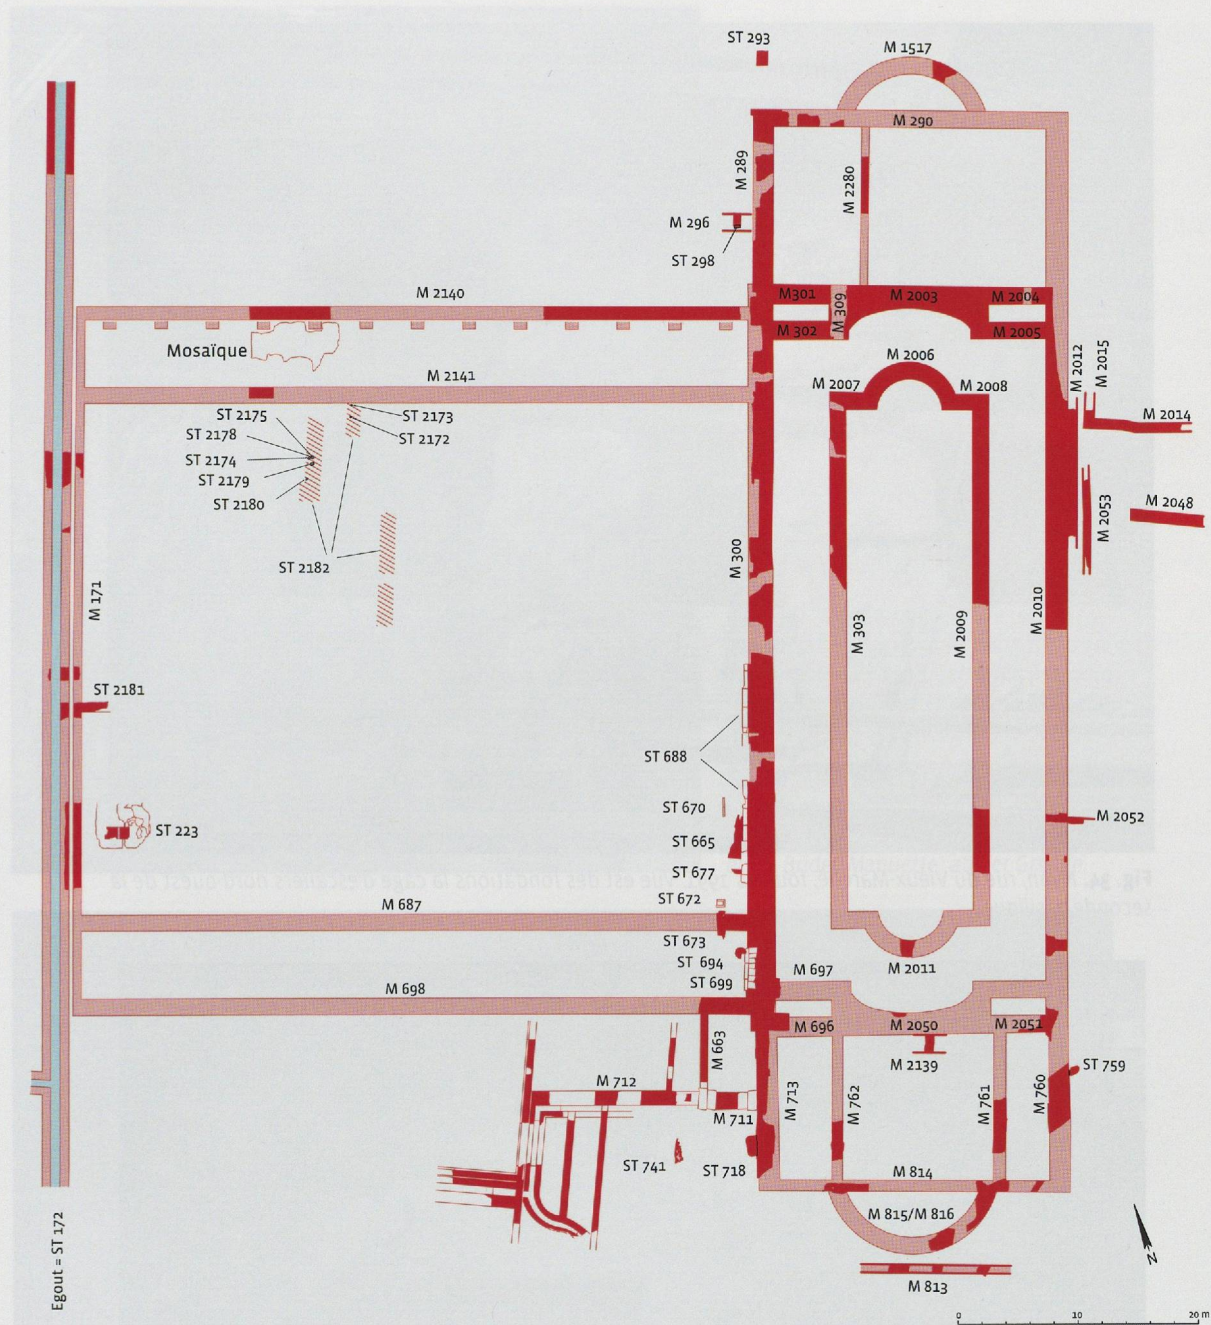 ST 293
M 1517
M 290
M 289
M 2280
M 296
ST 298
M 2140
M301
M 309
M 2003
M 2004
M 302
M 2005
Mosaïque
M 2006
M 2012
M 2015
M 2141
M 2007
M 2008
M 2014
ST 2175
ST 2173
ST 2178
ST 2172
ST 2174
ST 2179
ST 2180
M 2053
M 2048
ST 2182
M 300
M 171
M 303
M 2009
M 2010
ST 2181
ST 688
ST 670
M 2052
ST 223
ST 665
ST 677
ST 672
M 687
ST 673
ST 694
M 697
M 2011
ST 699
M 698
M 696
M 2050
M 2051
M 663
M 2139
ST 759
M 712
M 713
M 762
M 761
M 760
M 711
ST 741
ST 718
M 814
M 815/M 816
Egout = ST 172
M 813
N
0 10 20 m